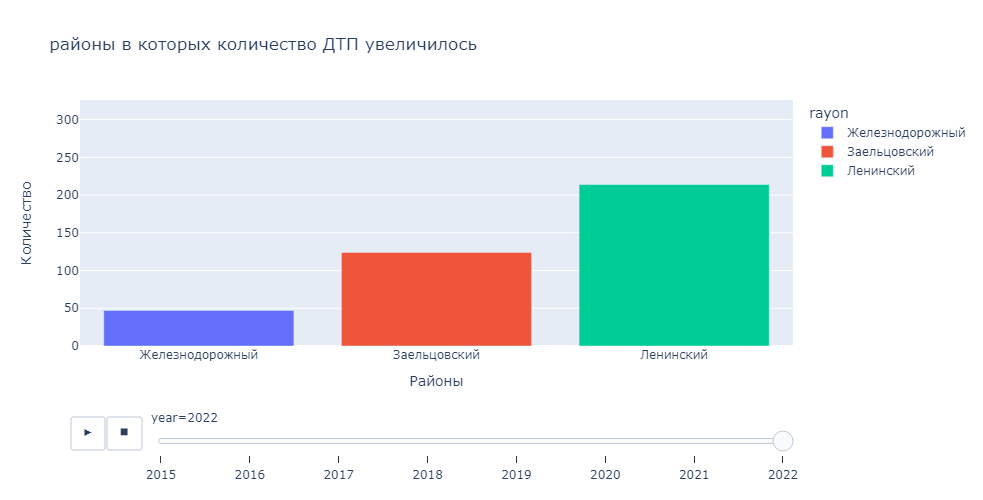 районы в которых количество ДТП увеличилось
300
250
200
150
100
50
0
Количество
Железнодорожный
Заельцовский
Ленинский
Районы
rayon
Железнодорожный
Заельцовский
Ленинский
year=2022
2015
2016
2017
2018
2019
2020
2021
2022